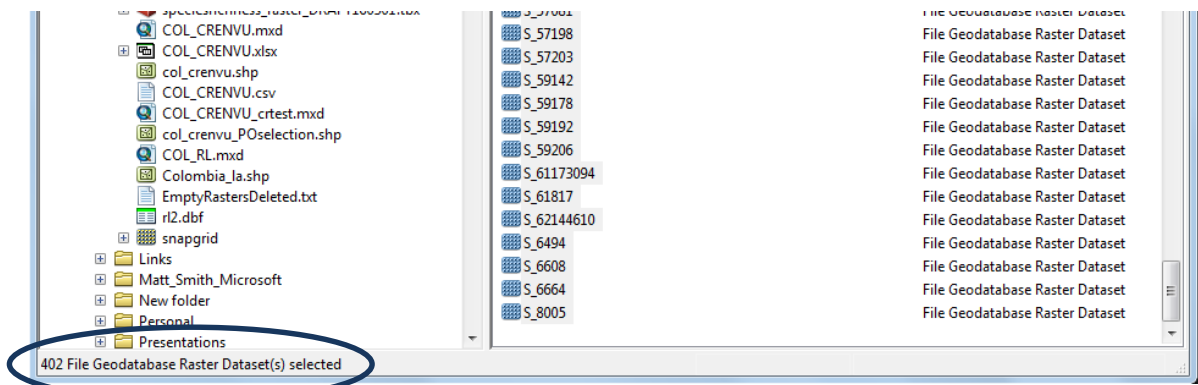 COL_CRENVU.mxd
COL_CRENVU.xlsx
col_crenvu.shp
COL_CRENVU.csv
COL_CRENVU_crtest.mxd
col_crenvu_POselection.shp
COL_RL.mxd
Colombia_la.shp
EmptyRastersDeleted.txt
rl2.dbf
snapgrid
Links
Matt_Smith_Microsoft
New folder
Personal
Presentations
File Geodatabase Raster Dataset
S_57198 File Geodatabase Raster Dataset
S_57203 File Geodatabase Raster Dataset
S_59142 File Geodatabase Raster Dataset
S_59178 File Geodatabase Raster Dataset
S_59192 File Geodatabase Raster Dataset
S_59206 File Geodatabase Raster Dataset
S_61173094 File Geodatabase Raster Dataset
S_61817 File Geodatabase Raster Dataset
S_62144610 File Geodatabase Raster Dataset
S_6494 File Geodatabase Raster Dataset
S_6608 File Geodatabase Raster Dataset
S_6664 File Geodatabase Raster Dataset
S_8005 File Geodatabase Raster Dataset
402 File Geodatabase Raster Dataset(s) selected